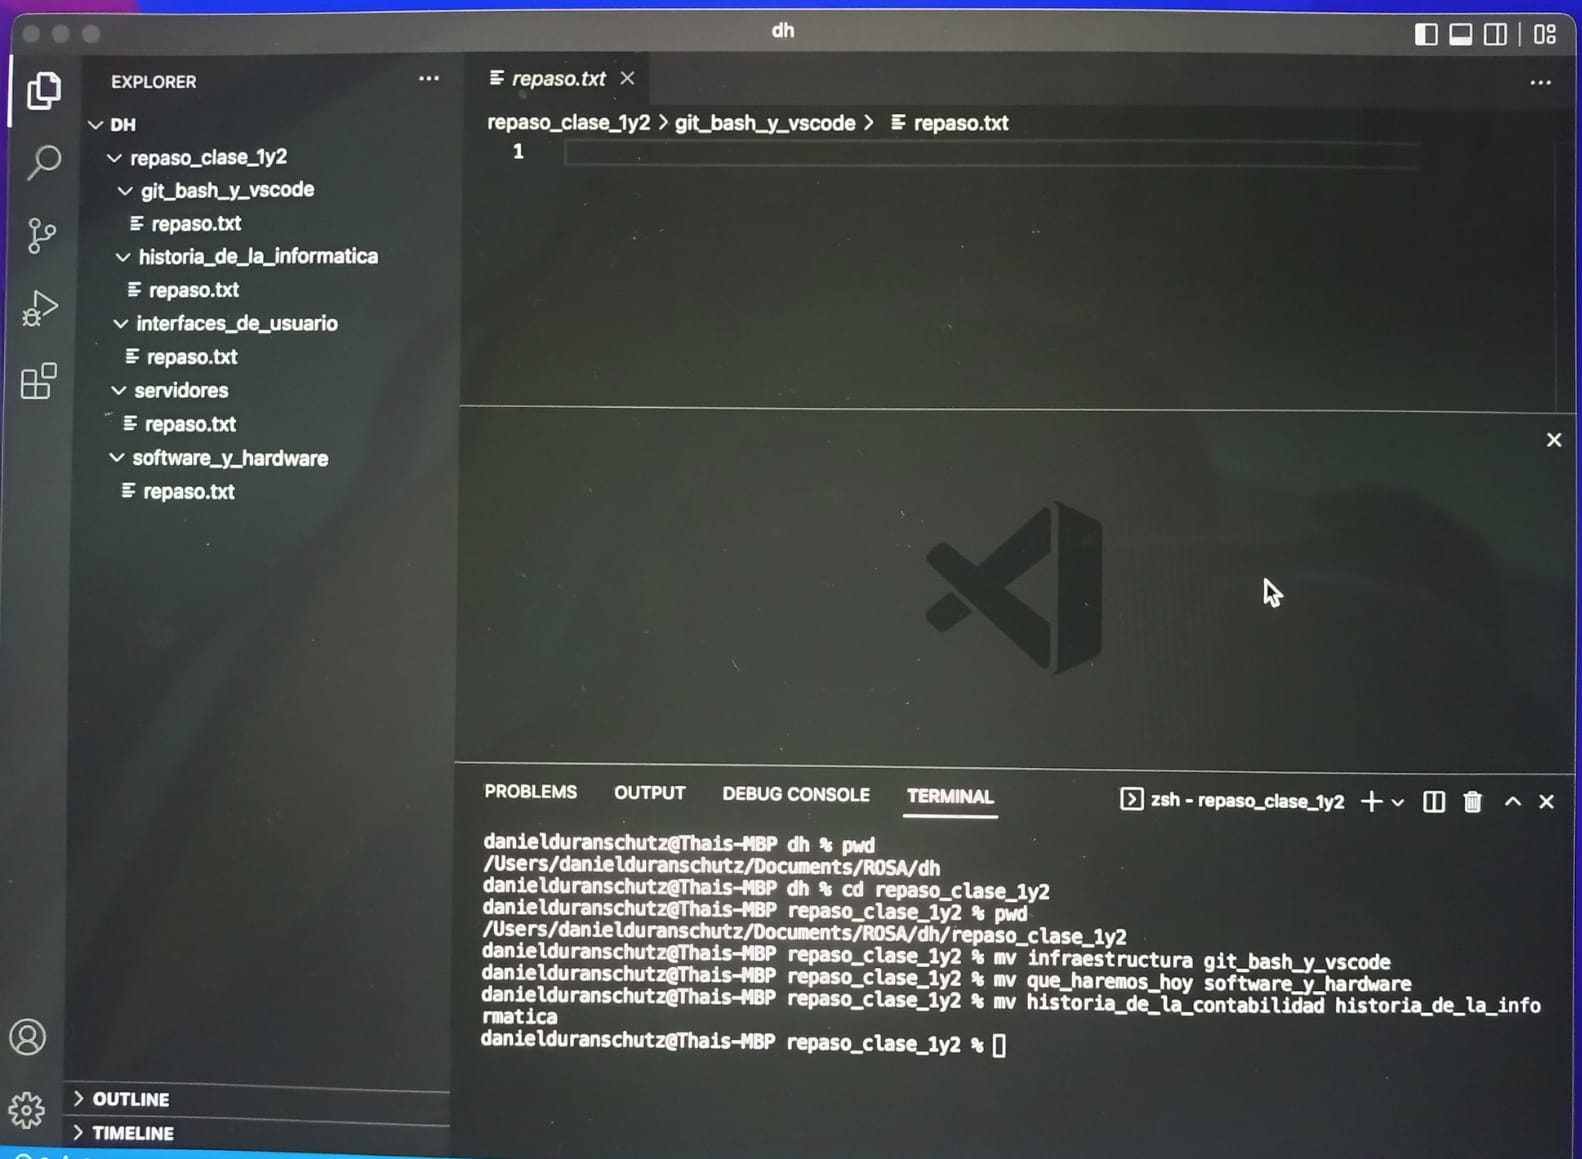 dh
EXPLORER
DH
repaso_clase_1y2
git_bash_y_vscode
repaso.txt
historia_de_la_informatica
repaso.txt
interfaces_de_usuario
repaso.txt
servidores
repaso.txt
software_y_hardware
repaso.txt
OUTLINE
TIMELINE
repaso.txt
repaso_clase_1y2 > git_bash_y_vscode > repaso.txt
1
PROBLEMS OUTPUT DEBUG CONSOLE TERMINAL
zsh - repaso_clase_1y2
danielduranschutz@Thais-MBP dh % pwd
/Users/danielduranschutz/Documents/ROSA/dh
danielduranschutz@Thais-MBP dh % cd repaso_clase_1y2
danielduranschutz@Thais-MBP repaso_clase_1y2 % pwd
/Users/danielduranschutz/Documents/ROSA/dh/repaso_clase_1y2
danielduranschutz@Thais-MBP repaso_clase_1y2 % mv infraestructura git_bash_y_vscode
danielduranschutz@Thais-MBP repaso_clase_1y2 % mv que_haremos_hoy software_y_hardware
danielduranschutz@Thais-MBP repaso_clase_1y2 % mv historia_de_la_contabilidad historia_de_la_info
rmatica
danielduranschutz@Thais-MBP repaso_clase_1y2 %